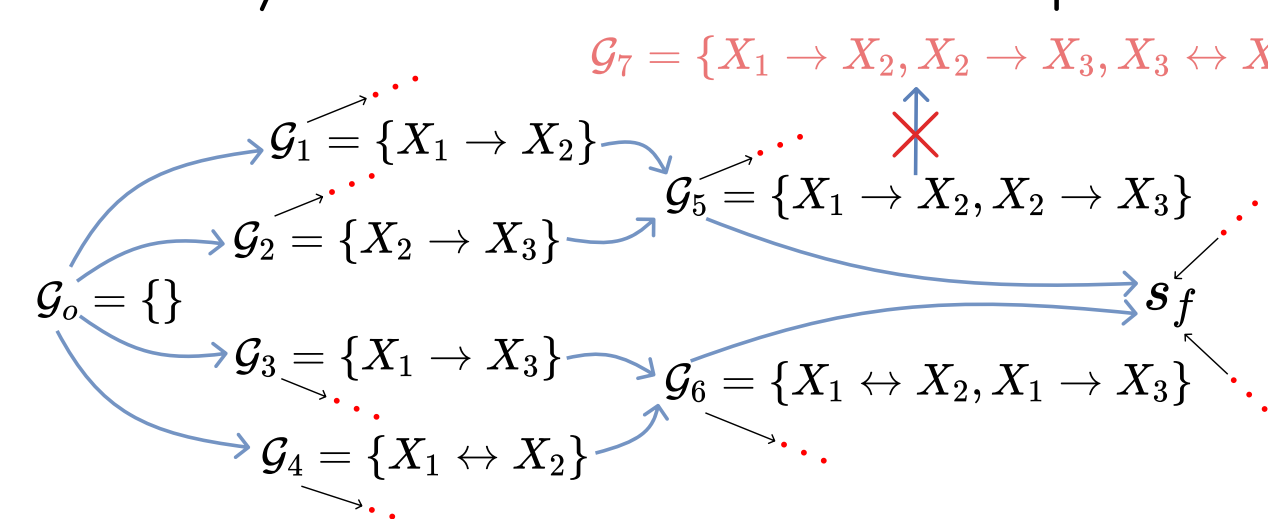 𝒢₇ = {X₁ → X₂, X₂ → X₃, X₃ ↔
𝒢₁ = {X₁ → X₂}
𝒢₅ = {X₁ → X₂, X₂ → X₃}
𝒢₂ = {X₂ → X₃}
𝒢ₒ = {}
s_f
𝒢₃ = {X₁ → X₃}
𝒢₆ = {X₁ ↔ X₂, X₁ → X₃}
𝒢₄ = {X₁ ↔ X₂}